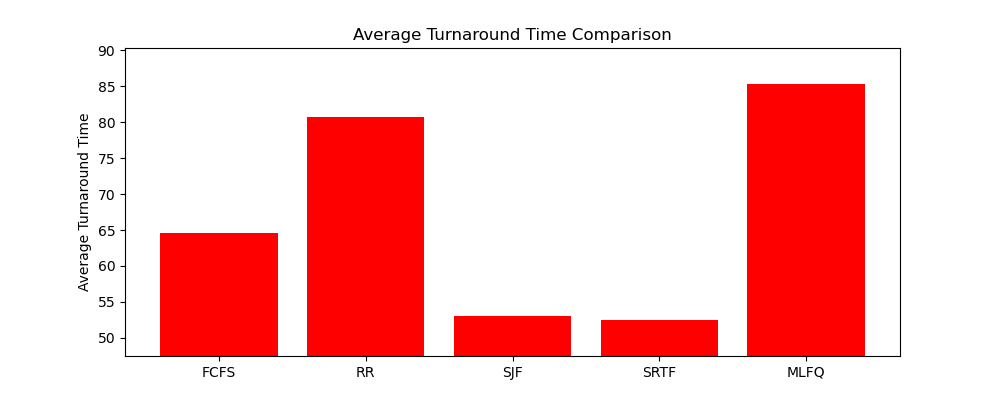 Average Turnaround Time Comparison
Average Turnaround Time
90
85
80
75
70
65
60
55
50
FCFS
RR
SJF
SRTF
MLFQ